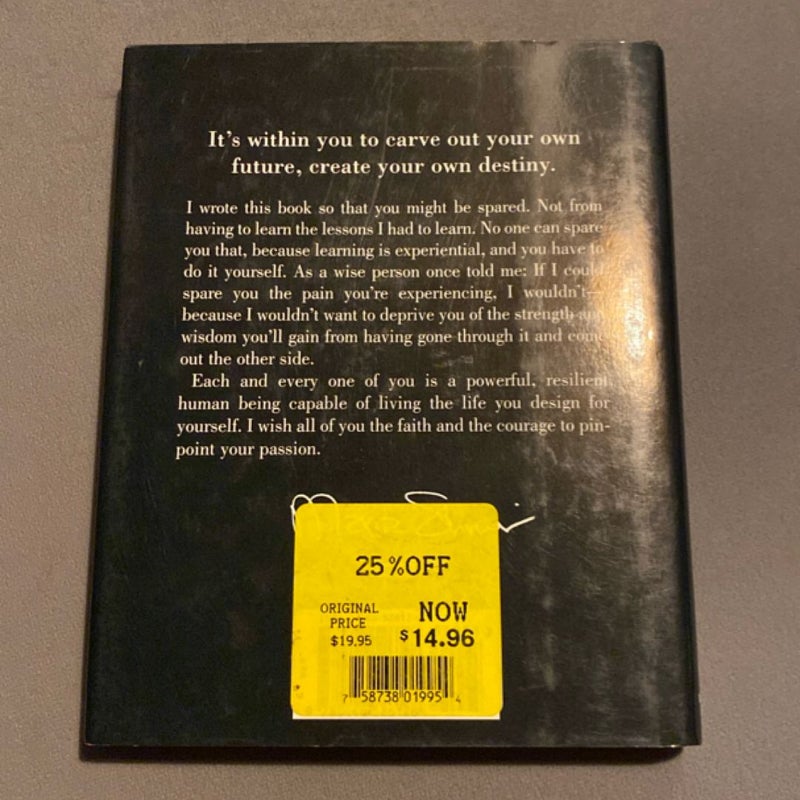 It's within you to carve out your own
future, create your own destiny.
I wrote this book so that you might be spared. Not from
having to learn the lessons I had to learn. No one can spare
you that, because learning is experiential, and you have to
do it yourself. As a wise person once told me: If I could
spare you the pain you're experiencing, I wouldn't—
because I wouldn't want to deprive you of the strength and
wisdom you'll gain from having gone through it and come
out the other side.
Each and every one of you is a powerful, resilient
human being capable of living the life you design for
yourself. I wish all of you the faith and the courage to pin-
point your passion.
25%OFF
ORIGINAL
PRICE
$19.95
NOW
$14.96
7 58738 01995 4